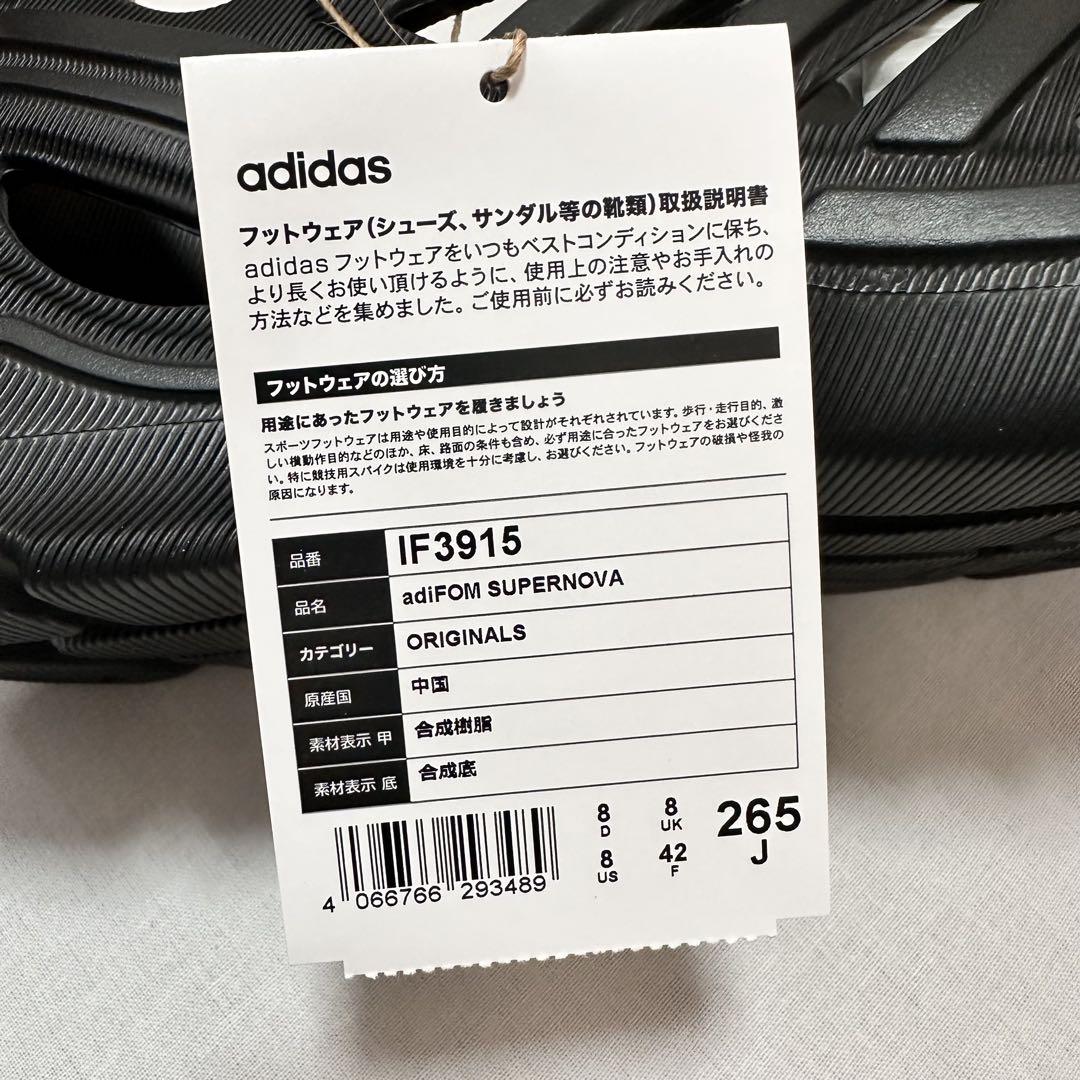 adidas
フットウェア(シューズ、サンダル等の靴類)取扱説明書
adidas フットウェアをいつもベストコンディションに保ち、
より長くお使い頂けるように、使用上の注意やお手入れの
方法などを集めました。ご使用前に必ずお読みください。
フットウェアの選び方
用途にあったフットウェアを履きましょう
スポーツフットウェアは用途や使用目的によって設計がそれぞれされています。歩行・走行目的、激
しい横動作目的などのほか、床、路面の条件も含め、必ず用途に合ったフットウェアをお選びくださ
い。特に競技用スパイクは使用環境を十分に考慮し、お選びください。フットウェアの破損や怪我の
原因になります。
品番 IF3915
品名 adiFOM SUPERNOVA
カテゴリー ORIGINALS
原産国 中国
素材表示 甲 合成樹脂
素材表示 底 合成底
8 8 265
D UK J
8 42
US F
4 066766 293489